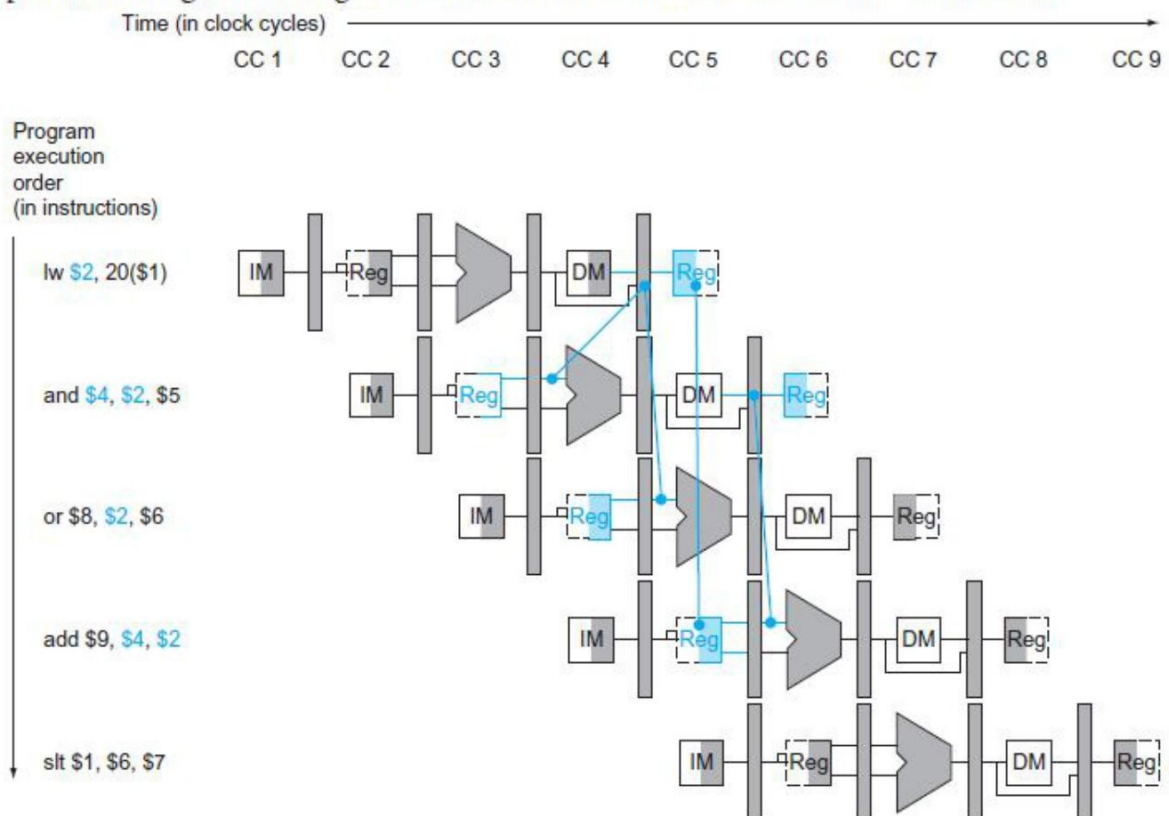 Time (in clock cycles)
CC 1 CC 2 CC 3 CC 4 CC 5 CC 6 CC 7 CC 8 CC 9
Program
execution
order
(in instructions)
lw $2, 20($1) IM Reg DM Reg
and $4, $2, $5 IM Reg DM Reg
or $8, $2, $6 IM Reg DM Reg
add $9, $4, $2 IM Reg DM Reg
slt $1, $6, $7 IM Reg DM Reg